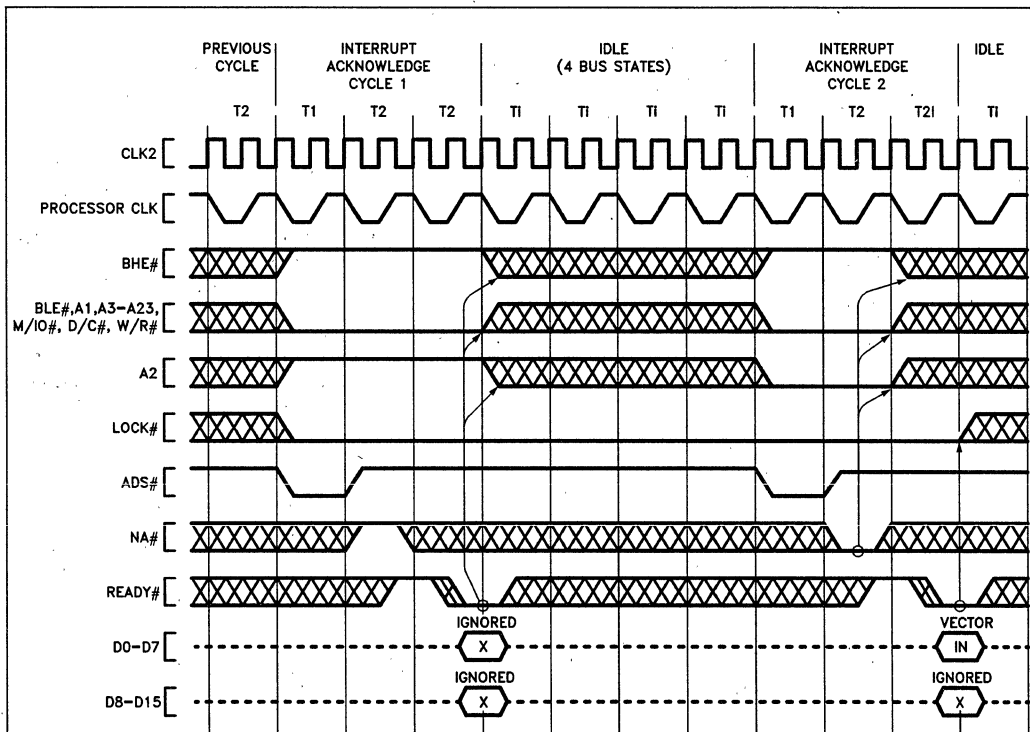 PREVIOUS CYCLE
INTERRUPT ACKNOWLEDGE CYCLE 1
IDLE (4 BUS STATES)
INTERRUPT ACKNOWLEDGE CYCLE 2
IDLE
T2 T1 T2 T2 Ti Ti Ti Ti T1 T2 T2I Ti
CLK2
PROCESSOR CLK
BHE#
BLE#,A1,A3-A23,
M/IO#, D/C#, W/R#
A2
LOCK#
ADS#
NA#
READY#
IGNORED VECTOR
D0-D7 X IN
IGNORED IGNORED
D8-D15 X X